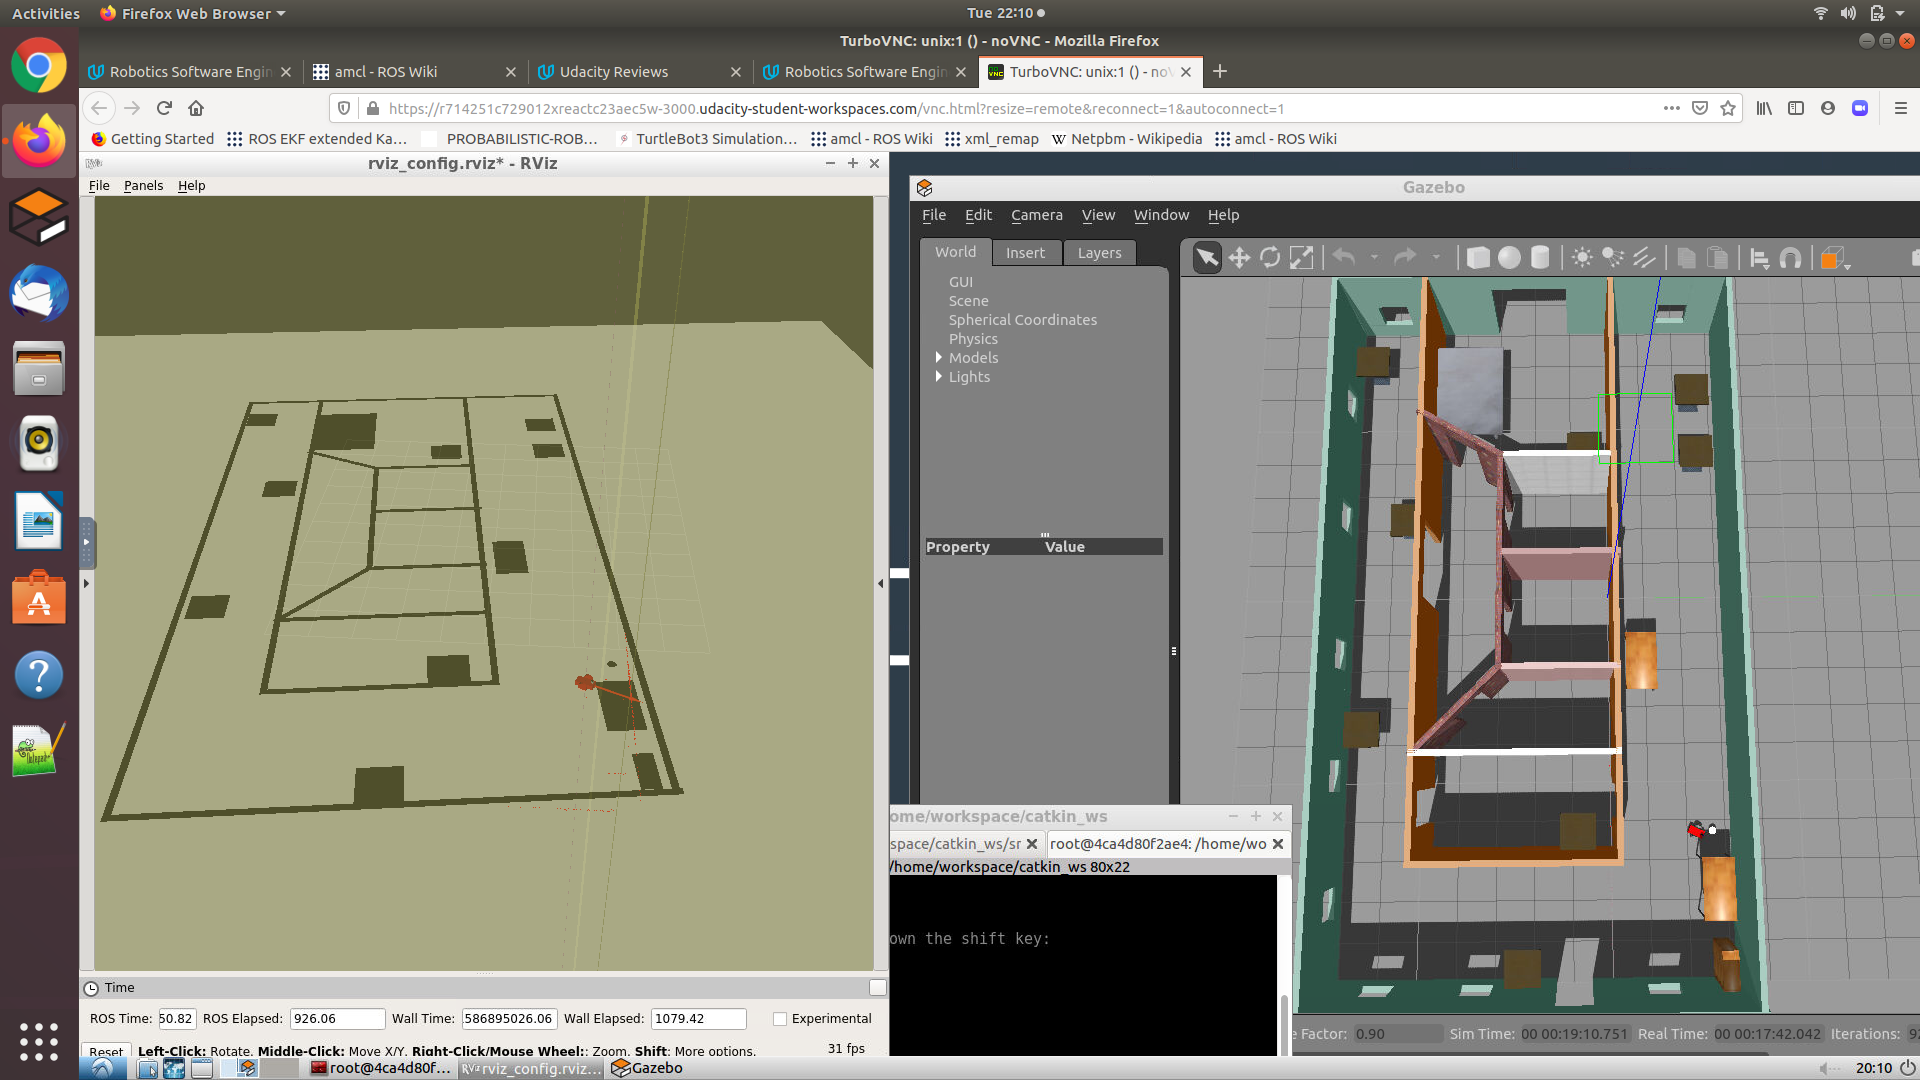 Activities
Firefox Web Browser
Tue 22:10
TurboVNC: unix:1 () - noVNC - Mozilla Firefox
Robotics Software Engin
amcl - ROS Wiki
Udacity Reviews
Robotics Software Engin
TurboVNC: unix:1 () - noV
https://r714251c729012xreactc23aec5w-3000.udacity-student-workspaces.com/vnc.html?resize=remote&reconnect=1&autoconnect=1
Getting Started
ROS EKF extended Ka...
PROBABILISTIC-ROB...
TurtleBot3 Simulation...
amcl - ROS Wiki
xml_remap
Netpbm - Wikipedia
amcl - ROS Wiki
rviz_config.rviz* - RViz
File Panels Help
Gazebo
File Edit Camera View Window Help
World Insert Layers
GUI
Scene
Spherical Coordinates
Physics
Models
Lights
Property Value
ome/workspace/catkin_ws
space/catkin_ws/sr
root@4ca4d80f2ae4: /home/wo
/home/workspace/catkin_ws 80x22
own the shift key:
Time
ROS Time: 50.82 ROS Elapsed: 926.06 Wall Time: 586895026.06 Wall Elapsed: 1079.42 Experimental
Reset Left-Click: Rotate. Middle-Click: Move X/Y. Right-Click/Mouse Wheel:: Zoom. Shift: More options.
31 fps
e Factor: 0.90 Sim Time: 00 00:19:10.751 Real Time: 00 00:17:42.042 Iterations: 92
root@4ca4d80f...
rviz_config.rviz...
Gazebo
20:10